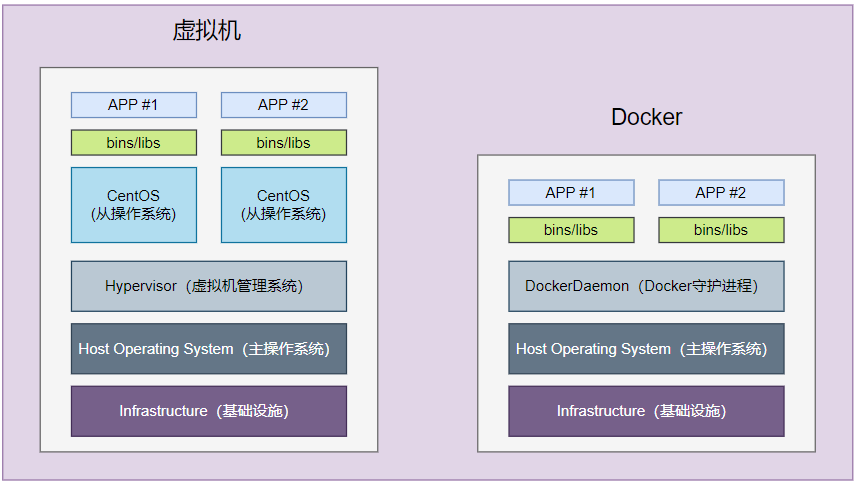 虚拟机
APP #1
APP #2
bins/libs
bins/libs
CentOS
(从操作系统)
CentOS
(从操作系统)
Hypervisor（虚拟机管理系统）
Host Operating System（主操作系统）
Infrastructure（基础设施）
Docker
APP #1
APP #2
bins/libs
bins/libs
DockerDaemon（Docker守护进程）
Host Operating System（主操作系统）
Infrastructure（基础设施）